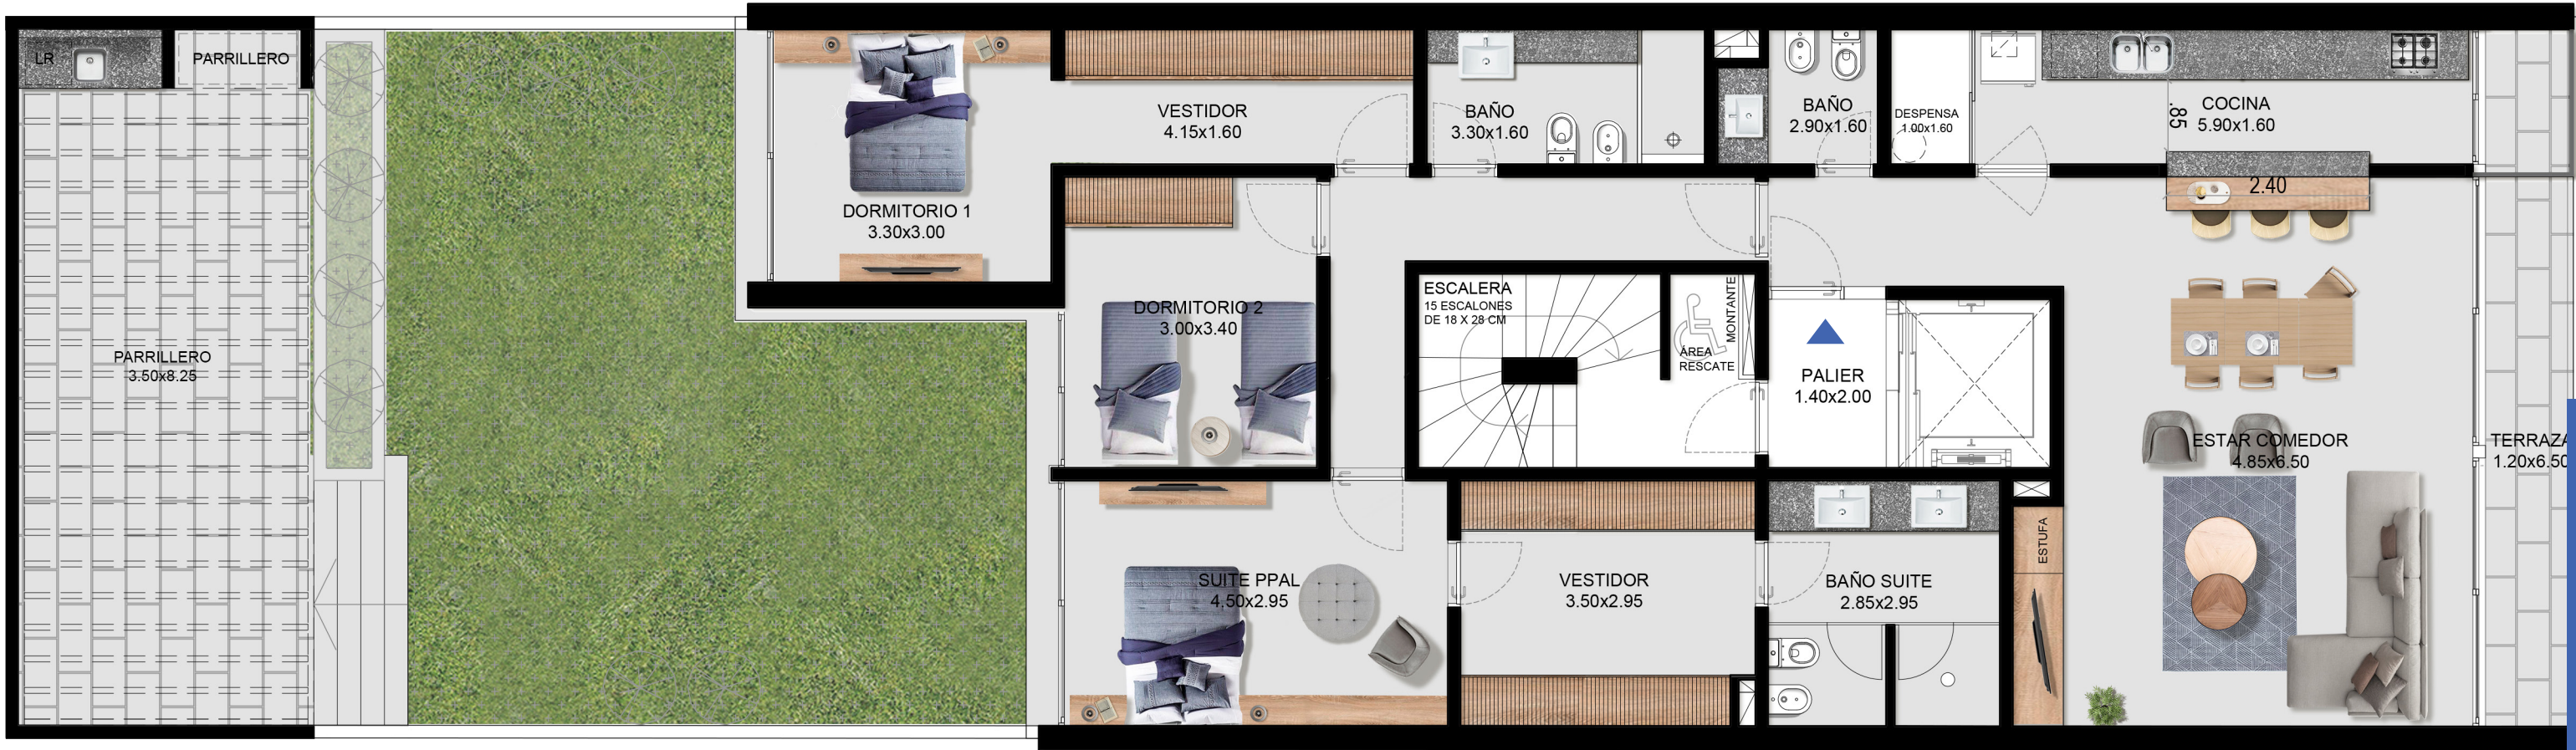 LR
PARRILLERO
PARRILLERO
3.50x8.25
DORMITORIO 1
3.30x3.00
VESTIDOR
4.15x1.60
BAÑO
3.30x1.60
BAÑO
2.90x1.60
DESPENSA
1.00x1.60
COCINA
5.90x1.60
.85
2.40
DORMITORIO 2
3.00x3.40
ESCALERA
15 ESCALONES
DE 18 X 28 CM
MONTANTE
ÁREA
RESCATE
PALIER
1.40x2.00
ESTAR COMEDOR
4.85x6.50
TERRAZA
1.20x6.50
SUITE PPAL
4.50x2.95
VESTIDOR
3.50x2.95
BAÑO SUITE
2.85x2.95
ESTUFA